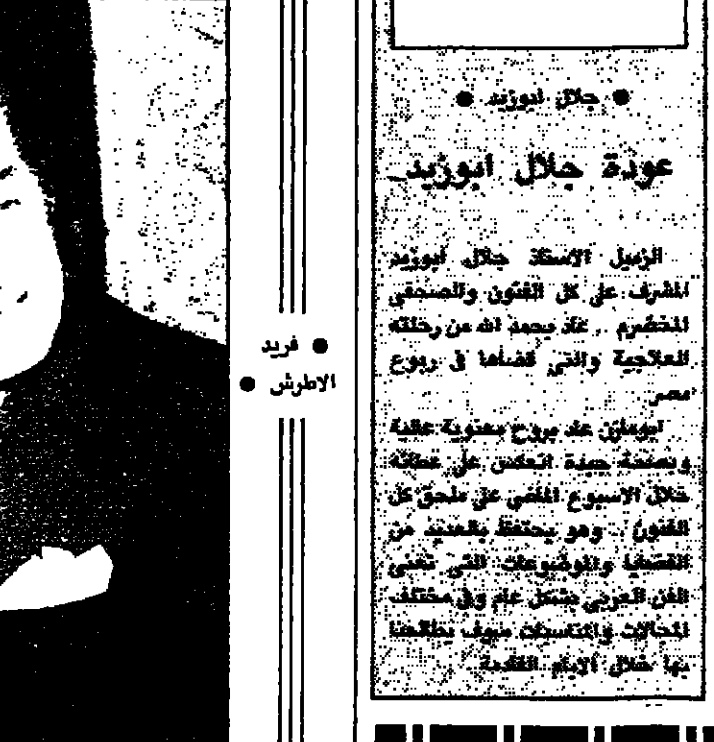 ● جلال ابوزيد ●
عودة جلال ابوزيد
الزميل الاستاذ جلال ابوزيد
المشرف على كل الفنون والصحفي
المخضرم .. عاد بحمد الله من رحلته
العلاجية والتي قضاها في ربوع
مصر
ابومازن عاد بروح معنوية عالية
وبصحة جيدة انعكس على عطائه
خلال الاسبوع الماضي على ملحق كل
الفنون .. وهو يحتفظ بالعديد من
القضايا والموضوعات التي تغني
الفن العربي بشكل عام وفي مختلف
المجالات والمناسبات سوف يطالعنا
بها خلال الايام القادمة
● فريد
الاطرش ●